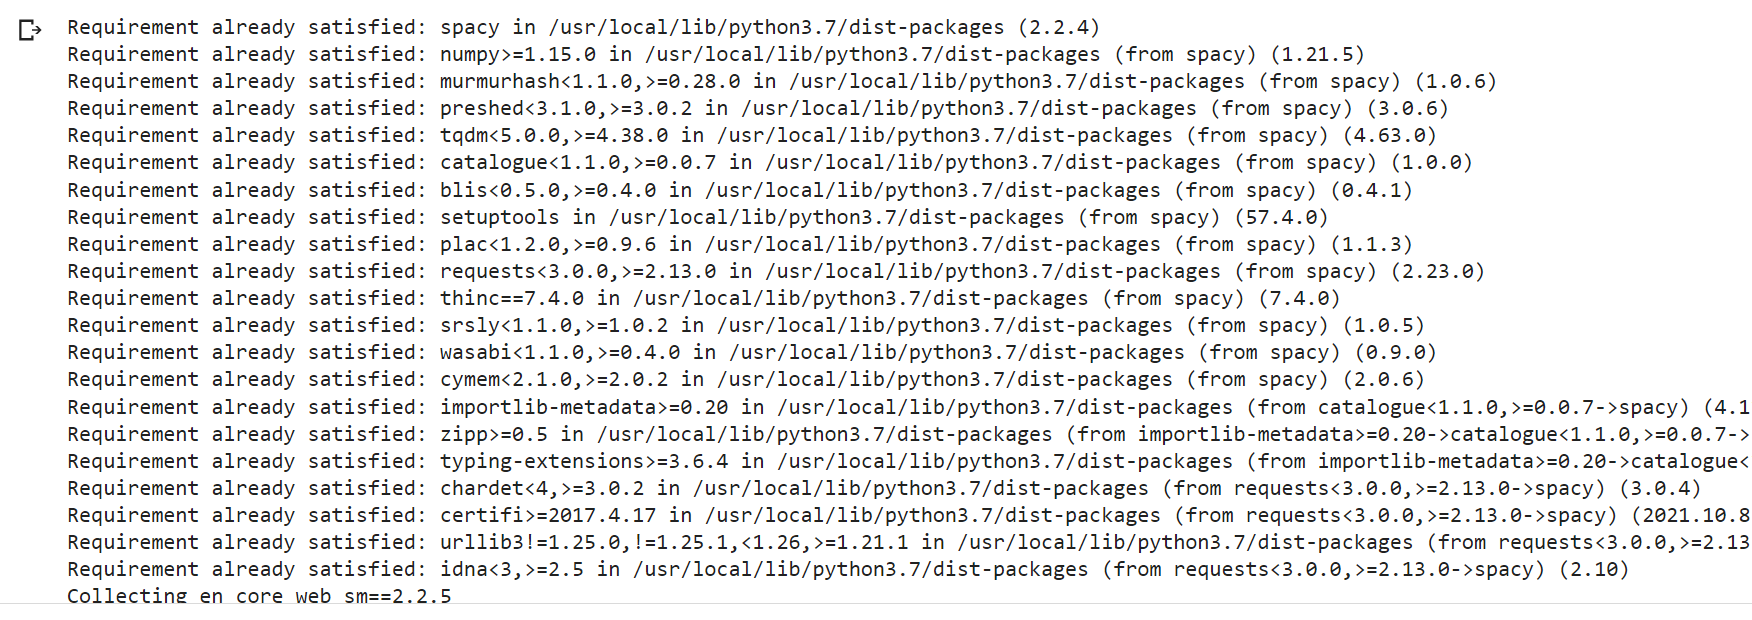 Requirement already satisfied: spacy in /usr/local/lib/python3.7/dist-packages (2.2.4)
Requirement already satisfied: numpy>=1.15.0 in /usr/local/lib/python3.7/dist-packages (from spacy) (1.21.5)
Requirement already satisfied: murmurhash<1.1.0,>=0.28.0 in /usr/local/lib/python3.7/dist-packages (from spacy) (1.0.6)
Requirement already satisfied: preshed<3.1.0,>=3.0.2 in /usr/local/lib/python3.7/dist-packages (from spacy) (3.0.6)
Requirement already satisfied: tqdm<5.0.0,>=4.38.0 in /usr/local/lib/python3.7/dist-packages (from spacy) (4.63.0)
Requirement already satisfied: catalogue<1.1.0,>=0.0.7 in /usr/local/lib/python3.7/dist-packages (from spacy) (1.0.0)
Requirement already satisfied: blis<0.5.0,>=0.4.0 in /usr/local/lib/python3.7/dist-packages (from spacy) (0.4.1)
Requirement already satisfied: setuptools in /usr/local/lib/python3.7/dist-packages (from spacy) (57.4.0)
Requirement already satisfied: plac<1.2.0,>=0.9.6 in /usr/local/lib/python3.7/dist-packages (from spacy) (1.1.3)
Requirement already satisfied: requests<3.0.0,>=2.13.0 in /usr/local/lib/python3.7/dist-packages (from spacy) (2.23.0)
Requirement already satisfied: thinc==7.4.0 in /usr/local/lib/python3.7/dist-packages (from spacy) (7.4.0)
Requirement already satisfied: srsly<1.1.0,>=1.0.2 in /usr/local/lib/python3.7/dist-packages (from spacy) (1.0.5)
Requirement already satisfied: wasabi<1.1.0,>=0.4.0 in /usr/local/lib/python3.7/dist-packages (from spacy) (0.9.0)
Requirement already satisfied: cymem<2.1.0,>=2.0.2 in /usr/local/lib/python3.7/dist-packages (from spacy) (2.0.6)
Requirement already satisfied: importlib-metadata>=0.20 in /usr/local/lib/python3.7/dist-packages (from catalogue<1.1.0,>=0.0.7->spacy) (4.1
Requirement already satisfied: zipp>=0.5 in /usr/local/lib/python3.7/dist-packages (from importlib-metadata>=0.20->catalogue<1.1.0,>=0.0.7->
Requirement already satisfied: typing-extensions>=3.6.4 in /usr/local/lib/python3.7/dist-packages (from importlib-metadata>=0.20->catalogue<
Requirement already satisfied: chardet<4,>=3.0.2 in /usr/local/lib/python3.7/dist-packages (from requests<3.0.0,>=2.13.0->spacy) (3.0.4)
Requirement already satisfied: certifi>=2017.4.17 in /usr/local/lib/python3.7/dist-packages (from requests<3.0.0,>=2.13.0->spacy) (2021.10.8
Requirement already satisfied: urllib3!=1.25.0,!=1.25.1,<1.26,>=1.21.1 in /usr/local/lib/python3.7/dist-packages (from requests<3.0.0,>=2.13
Requirement already satisfied: idna<3,>=2.5 in /usr/local/lib/python3.7/dist-packages (from requests<3.0.0,>=2.13.0->spacy) (2.10)
Collecting en_core_web_sm==2.2.5